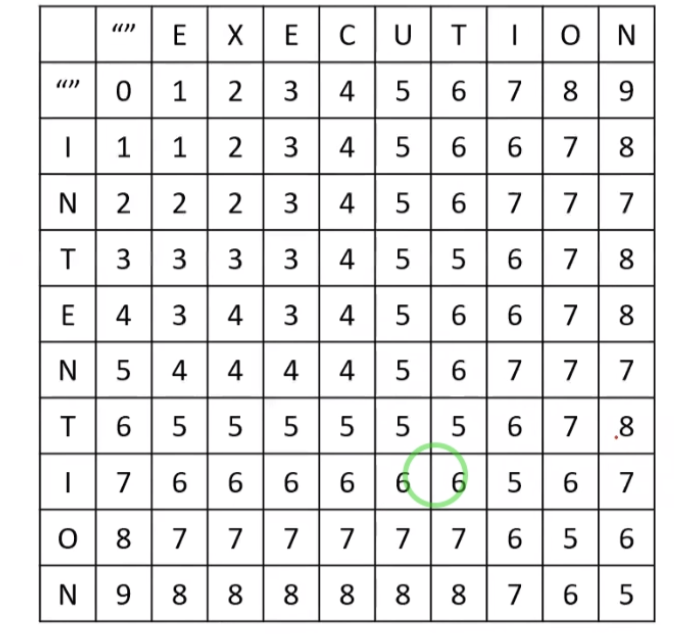 “” E X E C U T I O N
“” 0 1 2 3 4 5 6 7 8 9
I 1 1 2 3 4 5 6 6 7 8
N 2 2 2 3 4 5 6 7 7 7
T 3 3 3 3 4 5 5 6 7 8
E 4 3 4 3 4 5 6 6 7 8
N 5 4 4 4 4 5 6 7 7 7
T 6 5 5 5 5 5 5 6 7 8
I 7 6 6 6 6 6 6 5 6 7
O 8 7 7 7 7 7 7 6 5 6
N 9 8 8 8 8 8 8 7 6 5